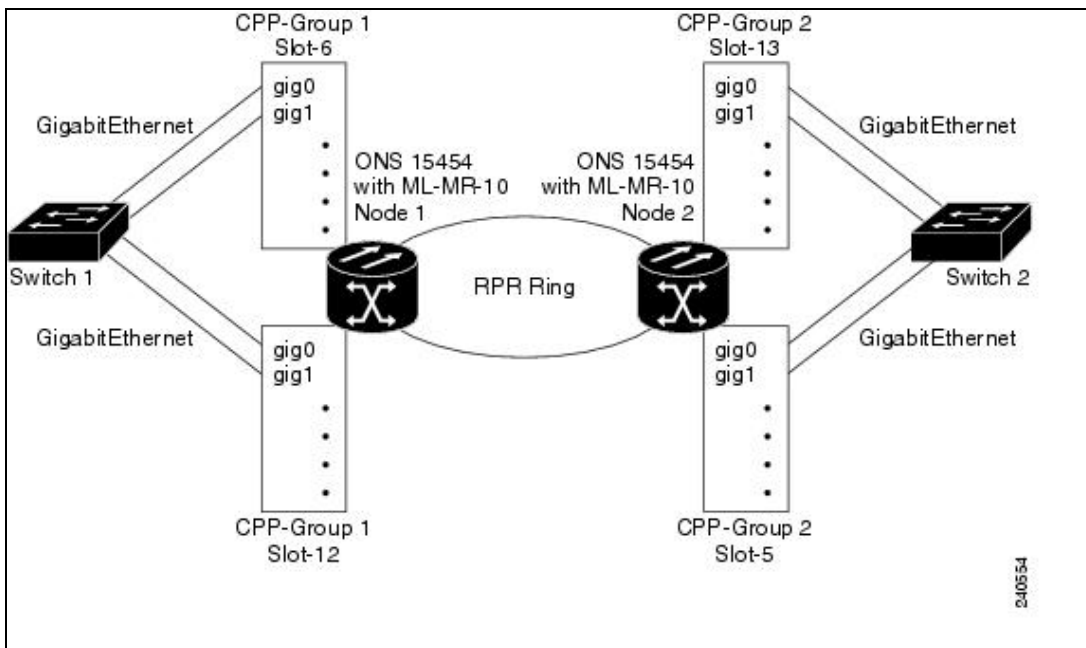 CPP-Group 1
Slot-6
CPP-Group 2
Slot-13
gig0
gig1
gig0
gig1
GigabitEthernet
GigabitEthernet
ONS 15454
with ML-MR-10
Node 1
ONS 15454
with ML-MR-10
Node 2
Switch 1
RPR Ring
Switch 2
GigabitEthernet
GigabitEthernet
gig0
gig1
gig0
gig1
CPP-Group 1
Slot-12
CPP-Group 2
Slot-5
240554